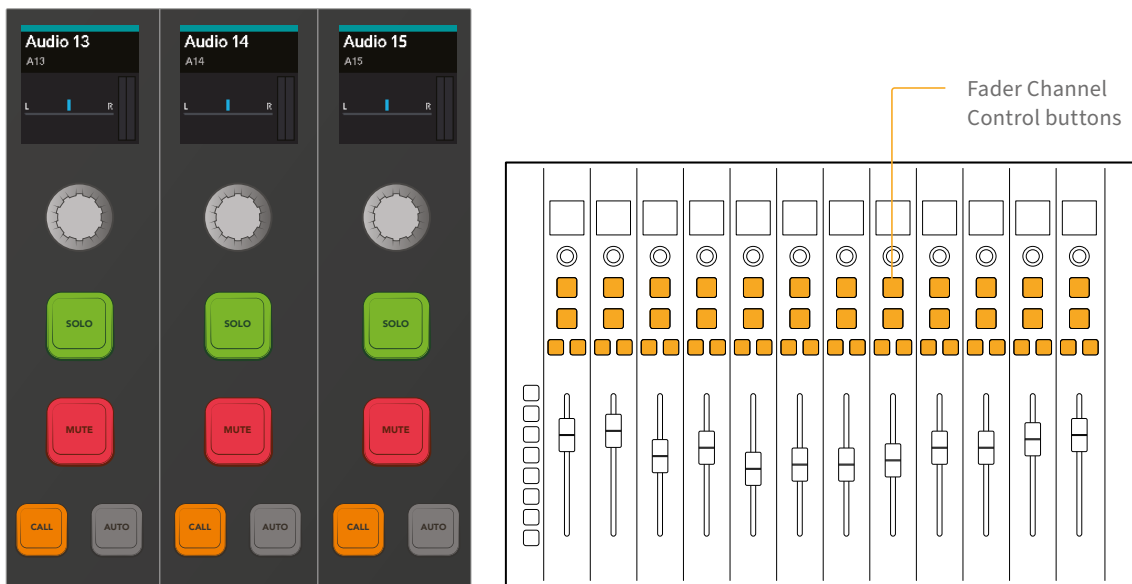 Audio 13
A13
L R
SOLO
MUTE
CALL AUTO
Audio 14
A14
L R
SOLO
MUTE
CALL AUTO
Audio 15
A15
L R
SOLO
MUTE
CALL AUTO
Fader Channel
Control buttons